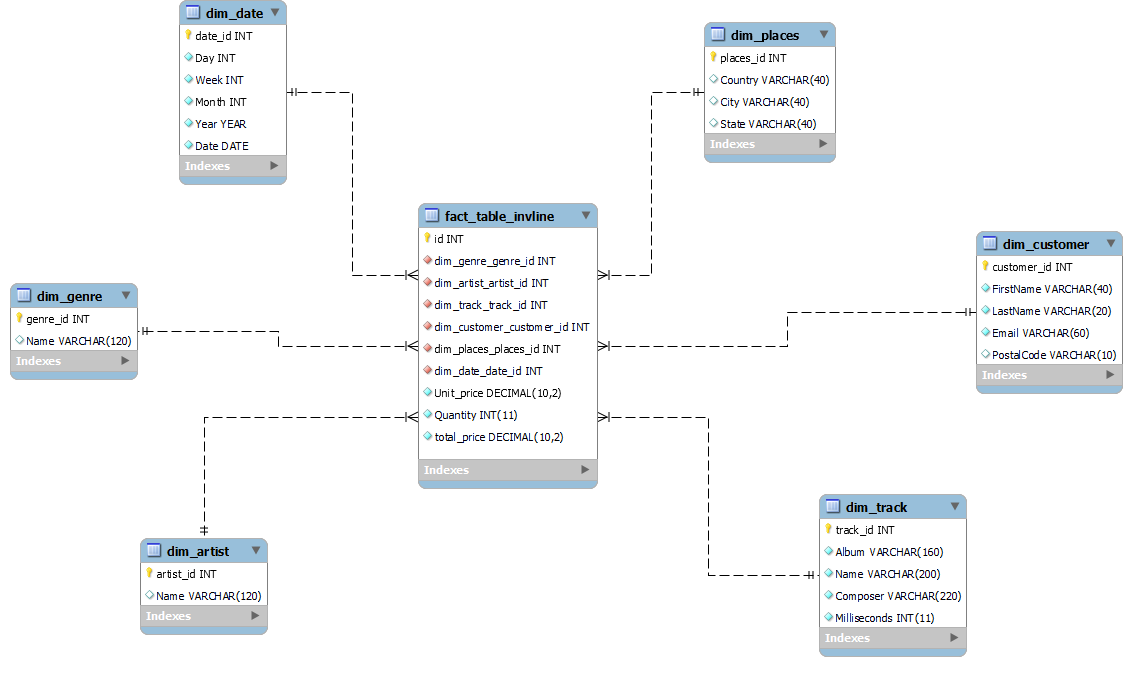 dim_date
date_id INT
Day INT
Week INT
Month INT
Year YEAR
Date DATE
Indexes
dim_places
places_id INT
Country VARCHAR(40)
City VARCHAR(40)
State VARCHAR(40)
Indexes
fact_table_invline
id INT
dim_genre_genre_id INT
dim_artist_artist_id INT
dim_track_track_id INT
dim_customer_customer_id INT
dim_places_places_id INT
dim_date_date_id INT
Unit_price DECIMAL(10,2)
Quantity INT(11)
total_price DECIMAL(10,2)
Indexes
dim_customer
customer_id INT
FirstName VARCHAR(40)
LastName VARCHAR(20)
Email VARCHAR(60)
PostalCode VARCHAR(10)
Indexes
dim_genre
genre_id INT
Name VARCHAR(120)
Indexes
dim_artist
artist_id INT
Name VARCHAR(120)
Indexes
dim_track
track_id INT
Album VARCHAR(160)
Name VARCHAR(200)
Composer VARCHAR(220)
Milliseconds INT(11)
Indexes